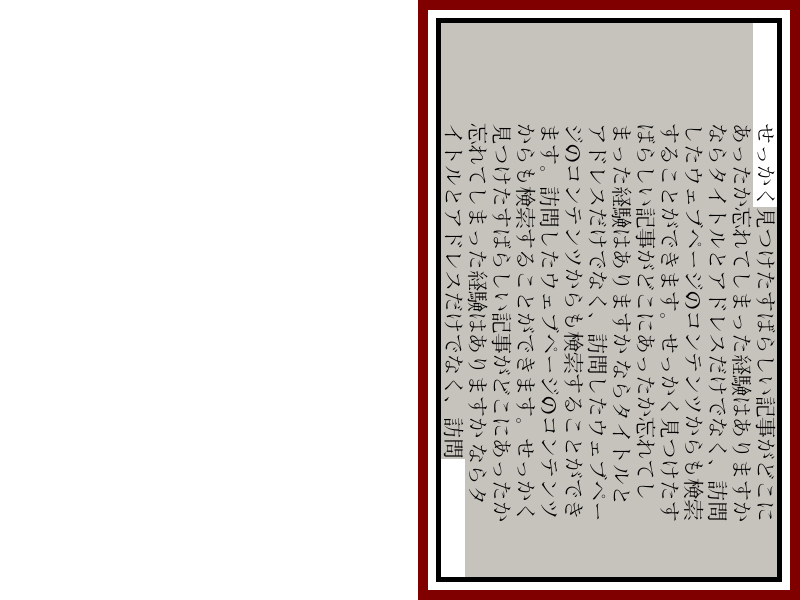 せっかく見つけたすばらしい記事がどこに
あったか忘れてしまった経験はありますか
ならタイトルとアドレスだけでなく、訪問
したウェブページのコンテンツからも検索
することができます。せっかく見つけたす
ばらしい記事がどこにあったか忘れてし
まった経験はありますかならタイトルと
アドレスだけでなく、訪問したウェブペー
ジのコンテンツからも検索することができ
ます。訪問したウェブページのコンテンツ
からも検索することができます。せっかく
見つけたすばらしい記事がどこにあったか
忘れてしまった経験はありますかならタ
イトルとアドレスだけでなく、訪問